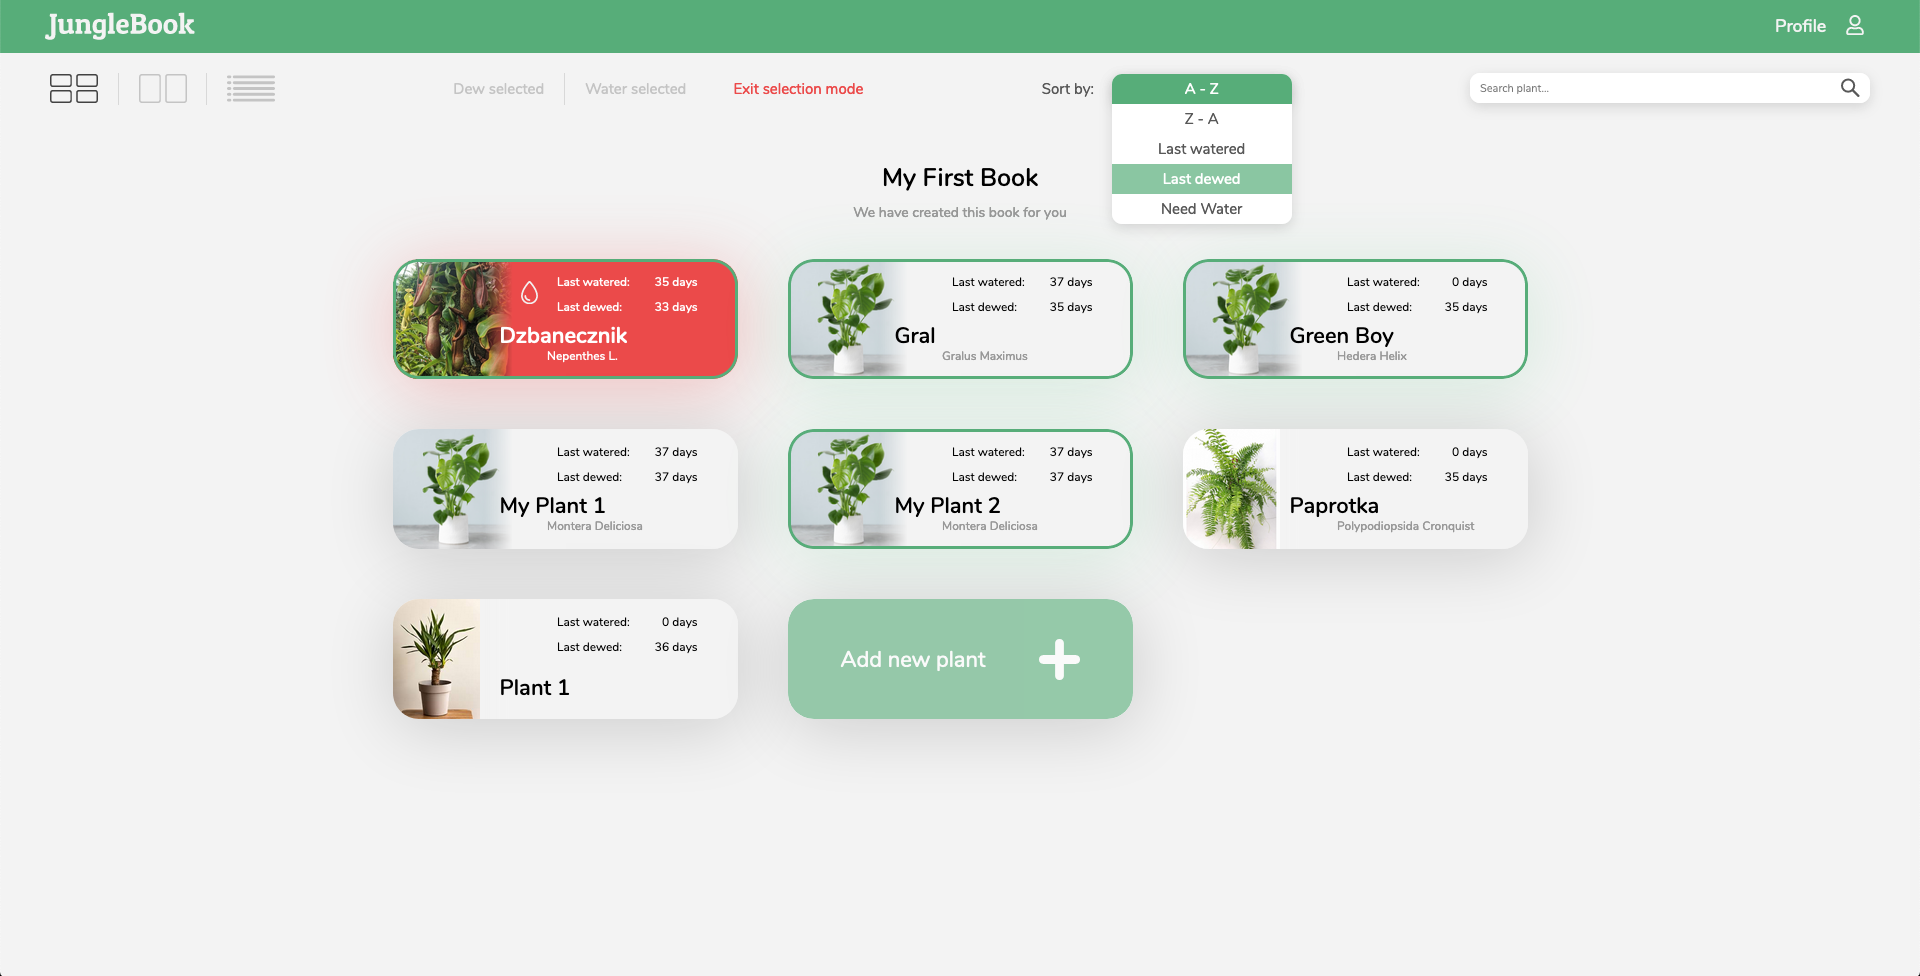 JungleBook
Profile
Dew selected
Water selected
Exit selection mode
Sort by:
A - Z
Z - A
Last watered
Last dewed
Need Water
Search plant...
My First Book
We have created this book for you
Last watered: 35 days
Last dewed: 33 days
Dzbanecznik
Nepenthes L.
Last watered: 37 days
Last dewed: 35 days
Gral
Gralus Maximus
Last watered: 0 days
Last dewed: 35 days
Green Boy
Hedera Helix
Last watered: 37 days
Last dewed: 37 days
My Plant 1
Montera Deliciosa
Last watered: 37 days
Last dewed: 37 days
My Plant 2
Montera Deliciosa
Last watered: 0 days
Last dewed: 35 days
Paprotka
Polypodiopsida Cronquist
Last watered: 0 days
Last dewed: 36 days
Plant 1
Add new plant